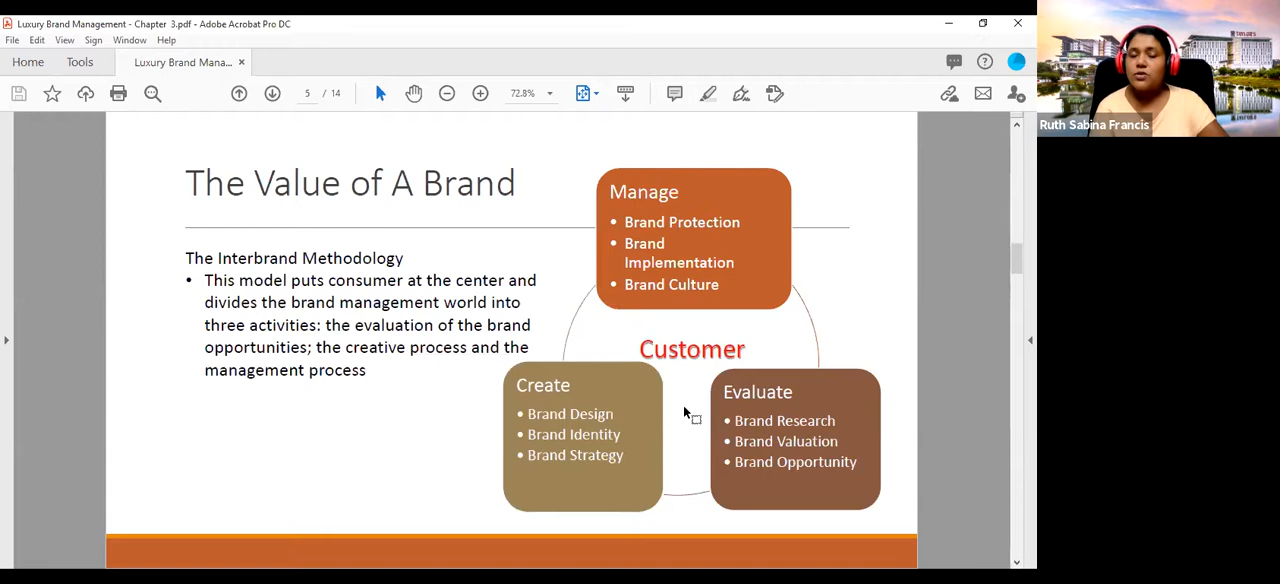 Luxury Brand Management - Chapter 3.pdf - Adobe Acrobat Pro DC
File Edit View Sign Window Help
Home Tools Luxury Brand Mana... ×
5 / 14 72.8%
The Value of A Brand
The Interbrand Methodology
• This model puts consumer at the center and
divides the brand management world into
three activities: the evaluation of the brand
opportunities; the creative process and the
management process
Manage
• Brand Protection
• Brand
Implementation
• Brand Culture
Customer
Create
• Brand Design
• Brand Identity
• Brand Strategy
Evaluate
• Brand Research
• Brand Valuation
• Brand Opportunity
Ruth Sabina Francis